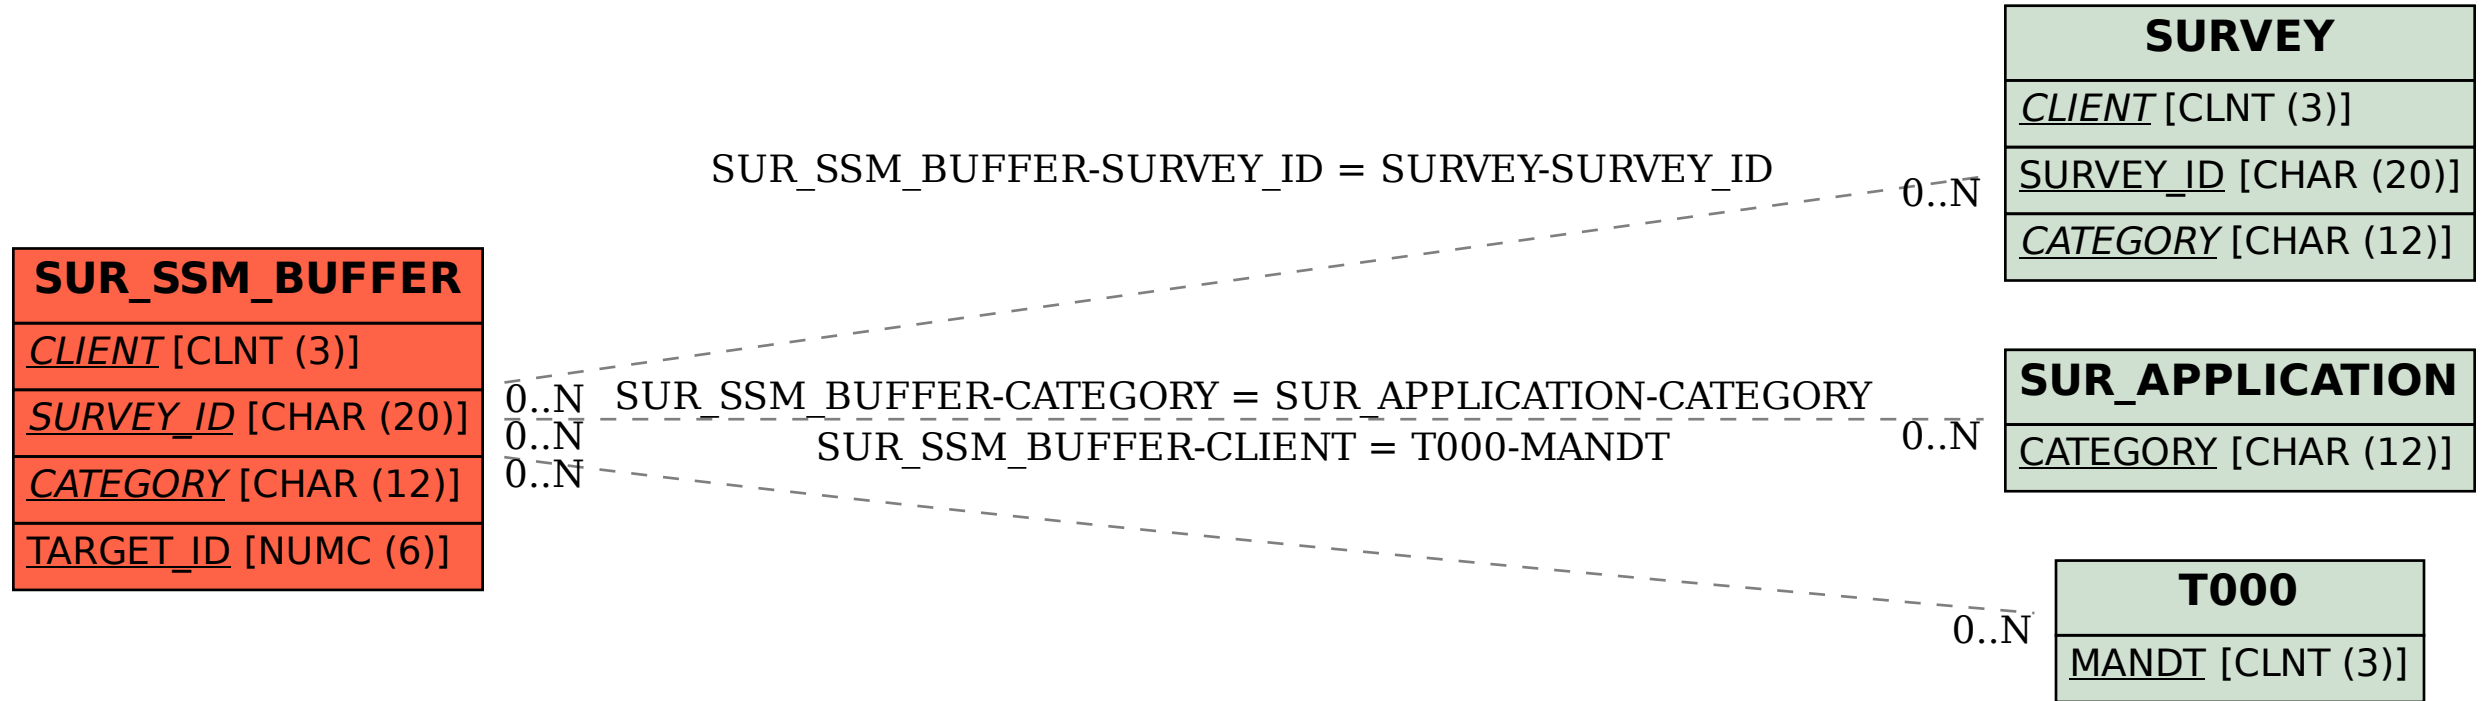 SUR_SSM_BUFFER
CLIENT [CLNT (3)]
SURVEY_ID [CHAR (20)]
CATEGORY [CHAR (12)]
TARGET_ID [NUMC (6)]
SUR_SSM_BUFFER-SURVEY_ID = SURVEY-SURVEY_ID
0..N
0..N
SUR_SSM_BUFFER-CATEGORY = SUR_APPLICATION-CATEGORY
0..N
0..N
SUR_SSM_BUFFER-CLIENT = T000-MANDT
0..N
0..N
SURVEY
CLIENT [CLNT (3)]
SURVEY_ID [CHAR (20)]
CATEGORY [CHAR (12)]
SUR_APPLICATION
CATEGORY [CHAR (12)]
T000
MANDT [CLNT (3)]